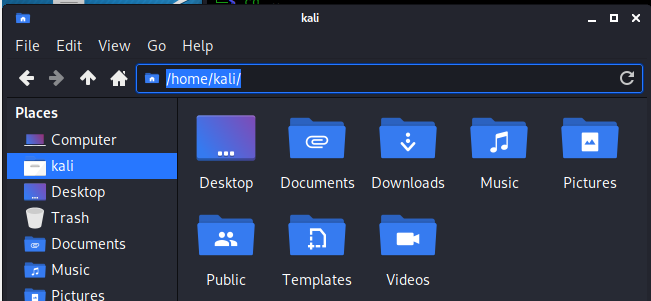 kali
File Edit View Go Help
/home/kali/
Places
Computer
kali
Desktop
Trash
Documents
Music
Pictures
Desktop Documents Downloads Music Pictures
Public Templates Videos